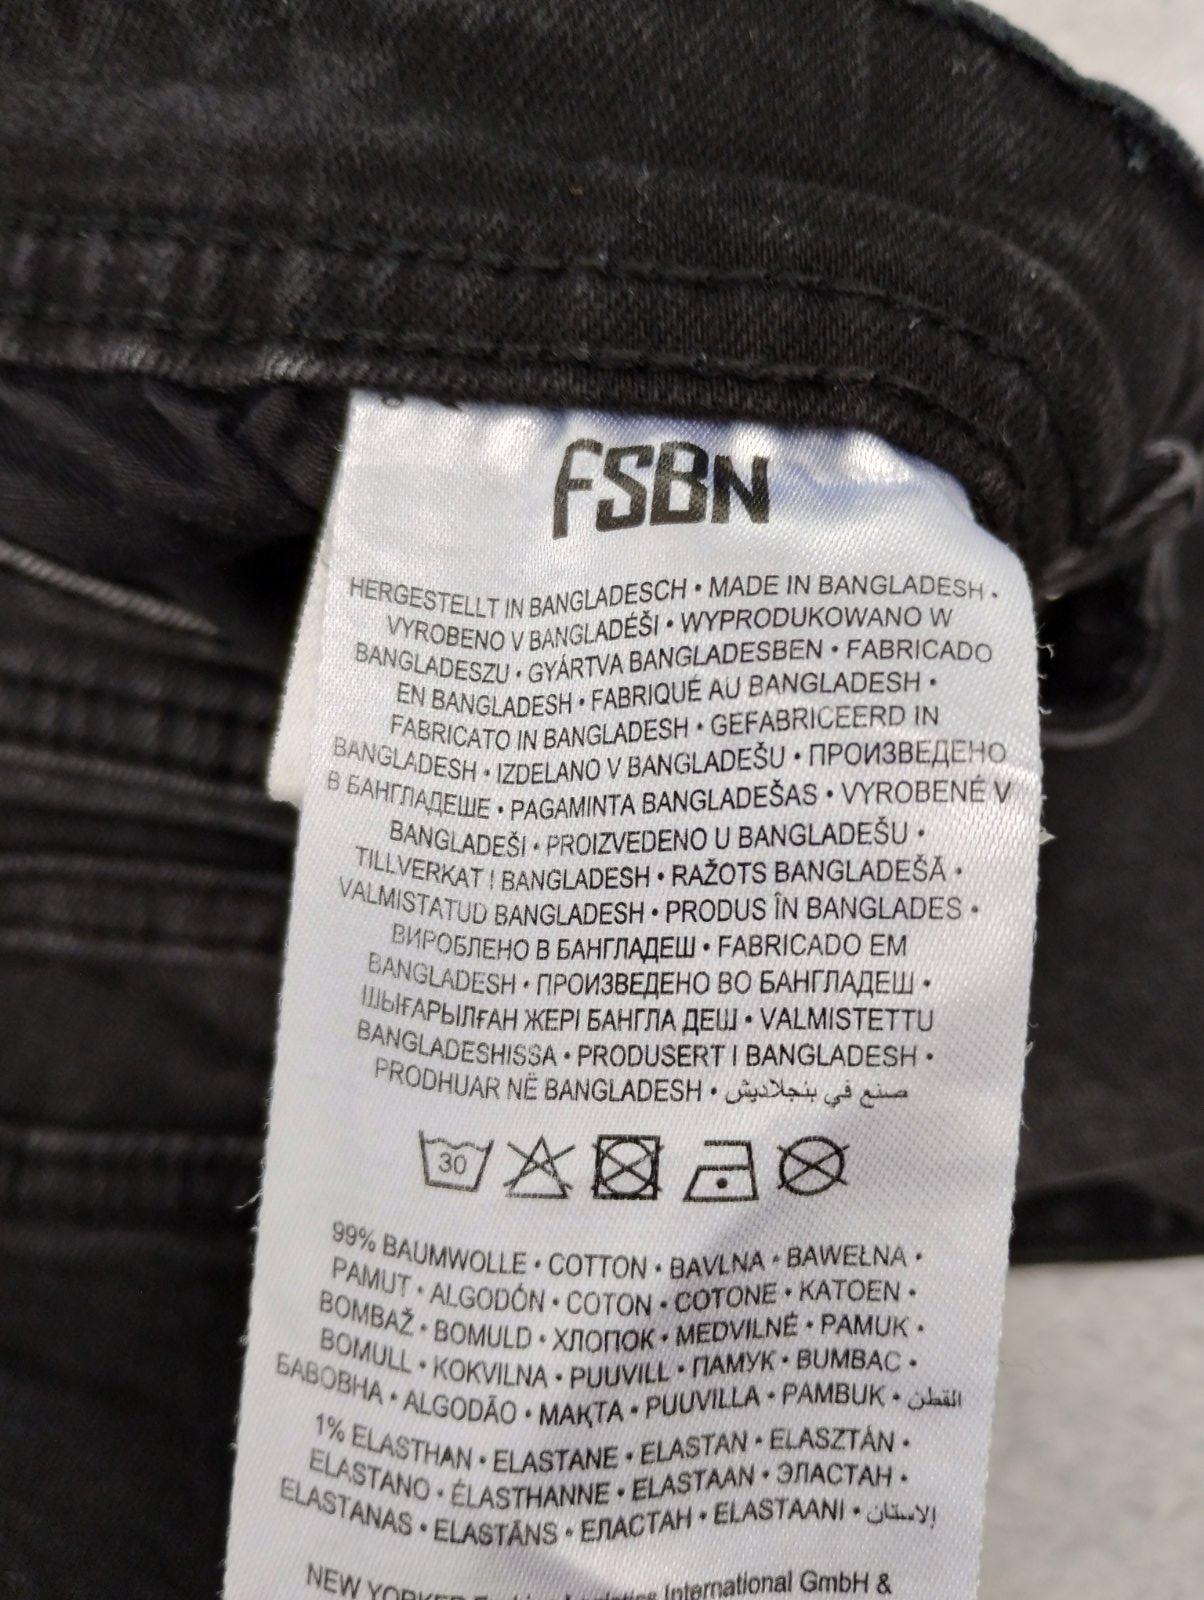 FSBN
HERGESTELLT IN BANGLADESCH • MADE IN BANGLADESH •
VYROBENO V BANGLADÉŠI • WYPRODUKOWANO W
BANGLADESZU • GYÁRTVA BANGLADESBEN • FABRICADO
EN BANGLADESH • FABRIQUÉ AU BANGLADESH •
FABRICATO IN BANGLADESH • GEFABRICEERD IN
BANGLADESH • IZDELANO V BANGLADEŠU • ПРОИЗВЕДЕНО
В БАНГЛАДЕШЕ • PAGAMINTA BANGLADEŠAS • VYROBENÉ V
BANGLADEŠI • PROIZVEDENO U BANGLADEŠU •
TILLVERKAT I BANGLADESH • RAŽOTS BANGLADEŠĀ •
VALMISTATUD BANGLADESH • PRODUS ÎN BANGLADES •
ВИРОБЛЕНО В БАНГЛАДЕШ • FABRICADO EM
BANGLADESH • ПРОИЗВЕДЕНО ВО БАНГЛАДЕШ •
ШЫҒАРЫЛҒАН ЖЕРІ БАНГЛА ДЕШ • VALMISTETTU
BANGLADESHISSA • PRODUSERT I BANGLADESH •
PRODHUAR NË BANGLADESH • صنع في بنجلاديش
30
99% BAUMWOLLE • COTTON • BAVLNA • BAWEŁNA •
PAMUT • ALGODÓN • COTON • COTONE • KATOEN •
BOMBAŽ • BOMULD • ХЛОПОК • MEDVILNÉ • PAMUK •
BOMULL • KOKVILNA • PUUVILL • ПАМУК • BUMBAC •
БАВОВНА • ALGODÃO • МАҚТА • PUUVILLA • PAMBUK • القطن
1% ELASTHAN • ELASTANE • ELASTAN • ELASZTÁN •
ELASTANO • ÉLASTHANNE • ELASTAAN • ЭЛАСТАН •
ELASTANAS • ELASTĀNS • ЕЛАСТАН • ELASTAANI • إلاستان
NEW YORKER International GmbH &